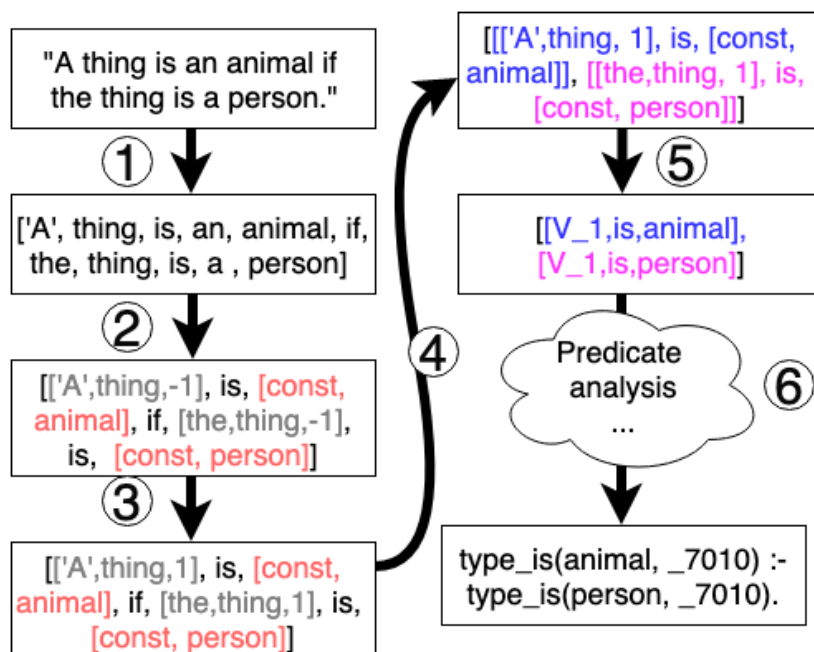 "A thing is an animal if
the thing is a person."
1
['A', thing, is, an, animal, if,
the, thing, is, a , person]
2
[['A',thing,-1], is, [const,
animal], if, [the,thing,-1],
is, [const, person]]
3
[['A',thing,1], is, [const,
animal], if, [the,thing,1], is,
[const, person]]
4
[[['A',thing, 1], is, [const,
animal]], [[the,thing, 1], is,
[const, person]]]
5
[[V_1,is,animal],
[V_1,is,person]]
Predicate
analysis
...
6
type_is(animal, _7010) :-
type_is(person, _7010).